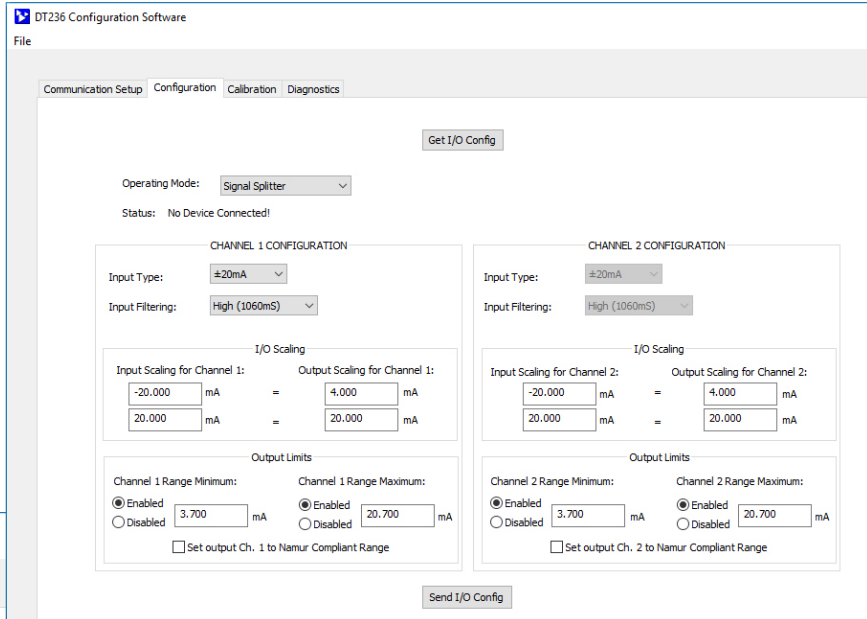 DT236 Configuration Software
File
Communication Setup Configuration Calibration Diagnostics
Get I/O Config
Operating Mode: Signal Splitter
Status: No Device Connected!
CHANNEL 1 CONFIGURATION
Input Type: ±20mA
Input Filtering: High (1060mS)
I/O Scaling
Input Scaling for Channel 1: Output Scaling for Channel 1:
-20.000 mA = 4.000 mA
20.000 mA = 20.000 mA
Output Limits
Channel 1 Range Minimum: Channel 1 Range Maximum:
Enabled Enabled
3.700 mA 20.700 mA
Disabled Disabled
Set output Ch. 1 to Namur Compliant Range
CHANNEL 2 CONFIGURATION
Input Type: ±20mA
Input Filtering: High (1060mS)
I/O Scaling
Input Scaling for Channel 2: Output Scaling for Channel 2:
-20.000 mA = 4.000 mA
20.000 mA = 20.000 mA
Output Limits
Channel 2 Range Minimum: Channel 2 Range Maximum:
Enabled Enabled
3.700 mA 20.700 mA
Disabled Disabled
Set output Ch. 2 to Namur Compliant Range
Send I/O Config